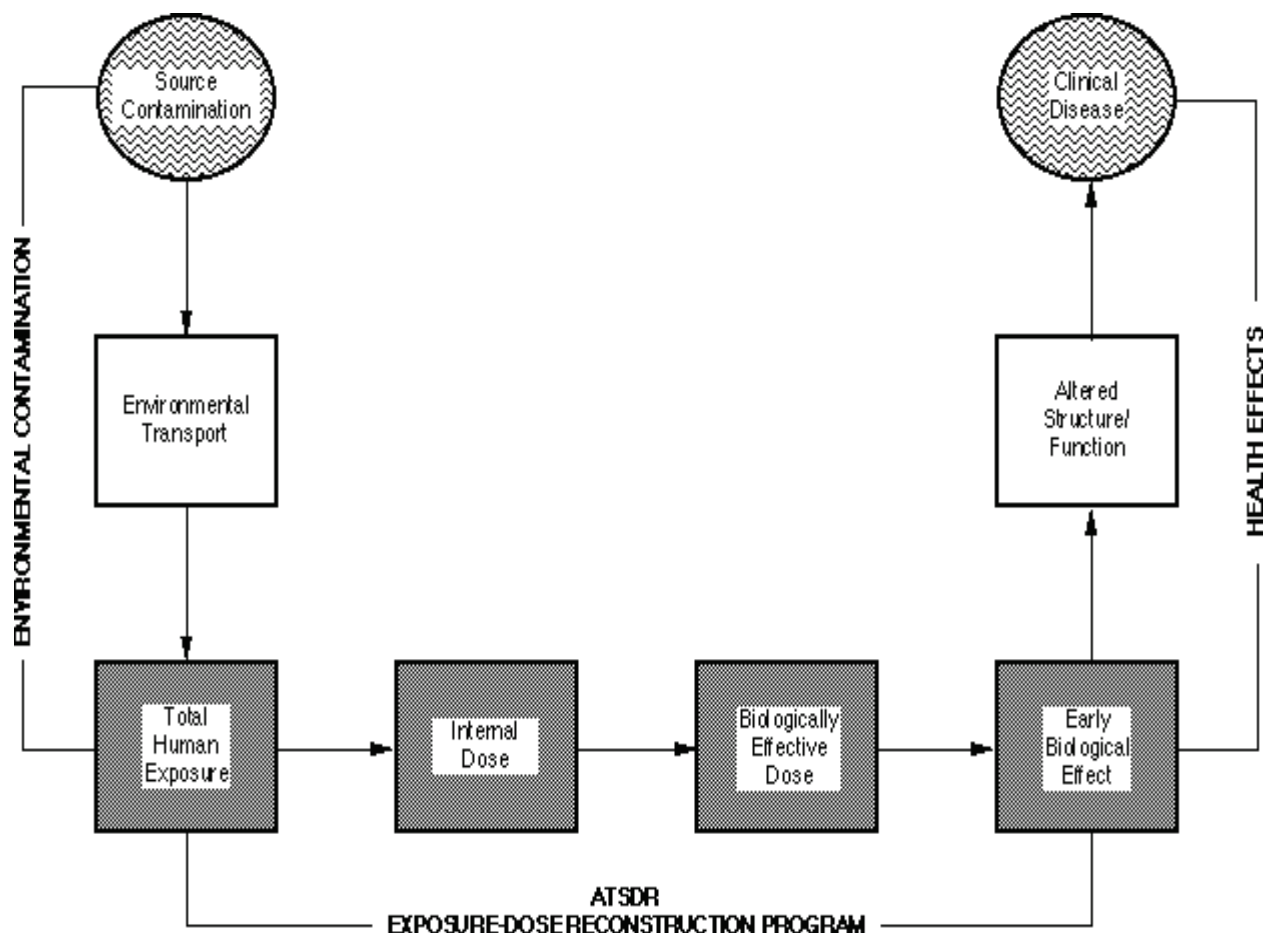 Source
Contamination
Clinical
Disease
ENVIRONMENTAL CONTAMINATION
HEALTH EFFECTS
Environmental
Transport
Altered
Structure/
Function
Total
Human
Exposure
Internal
Dose
Biologically
Effective
Dose
Early
Biological
Effect
ATSDR
EXPOSURE-DOSE RECONSTRUCTION PROGRAM